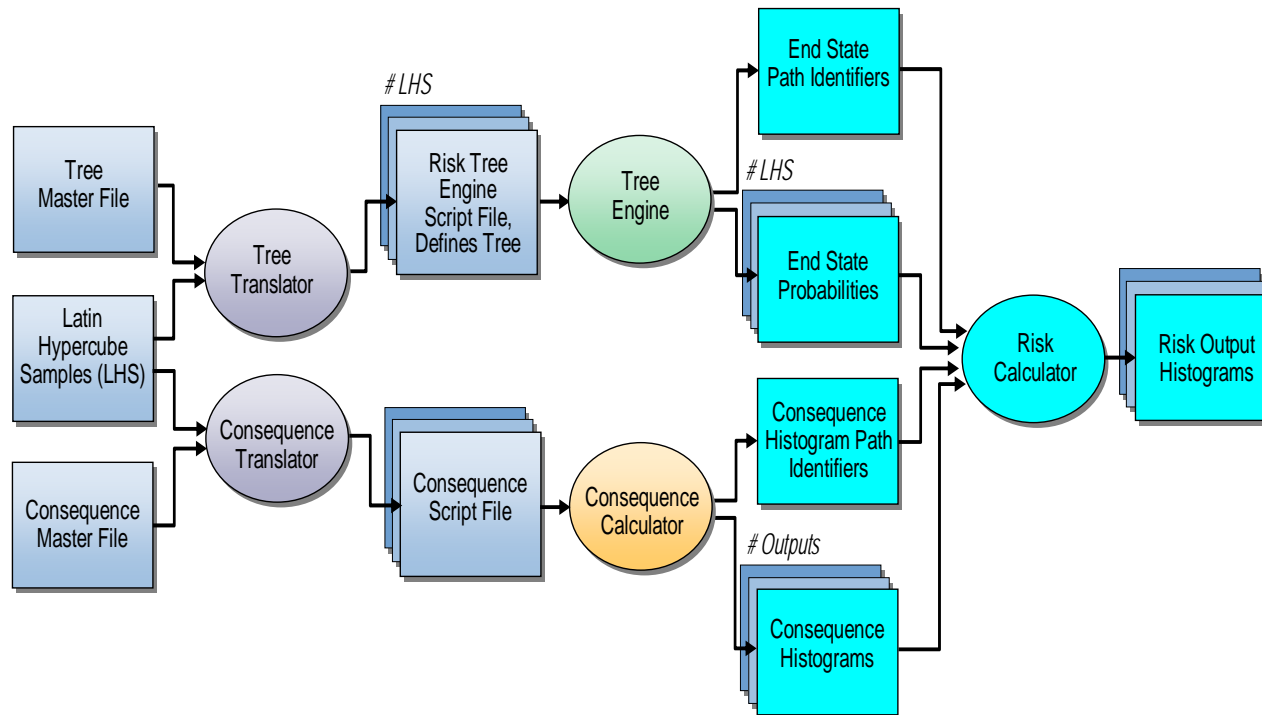 Tree
Master File
Latin
Hypercube
Samples (LHS)
Consequence
Master File
Tree
Translator
Consequence
Translator
# LHS
Risk Tree
Engine
Script File,
Defines Tree
Consequence
Script File
Tree
Engine
Consequence
Calculator
End State
Path Identifiers
# LHS
End State
Probabilities
Consequence
Histogram Path
Identifiers
# Outputs
Consequence
Histograms
Risk
Calculator
Risk Output
Histograms